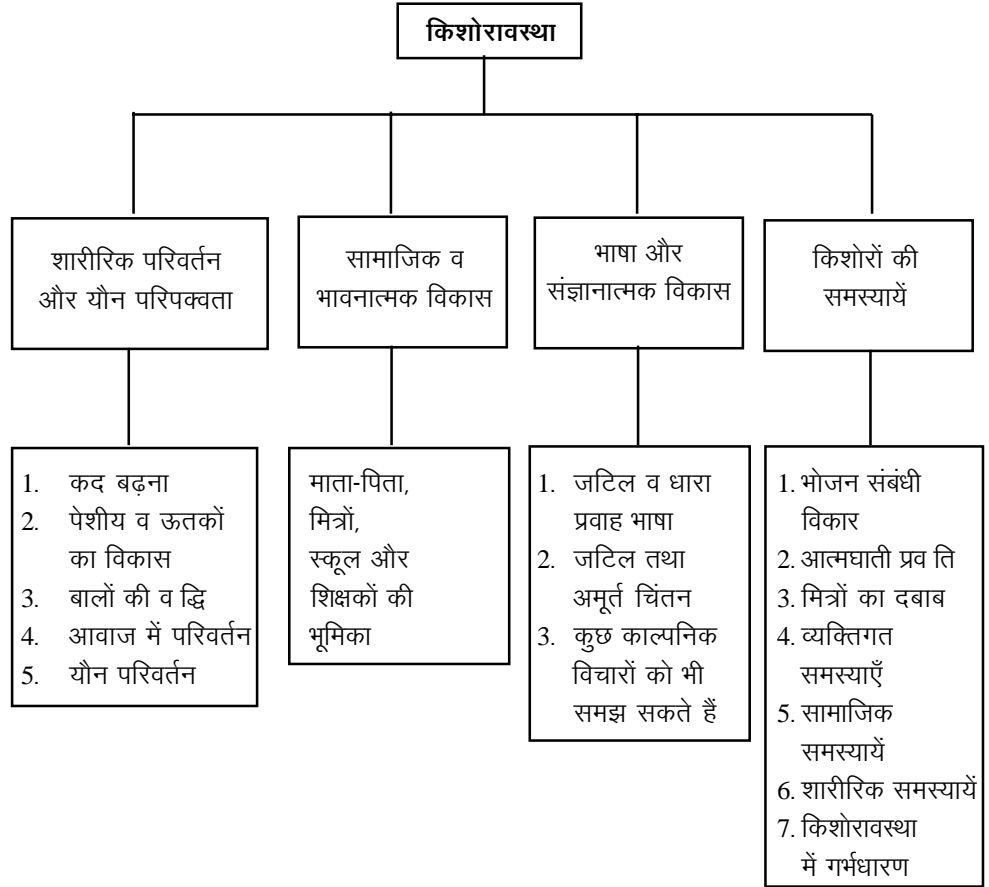 किशोरावस्था
शारीरिक परिवर्तन
और यौन परिपक्वता
सामाजिक व
भावनात्मक विकास
भाषा और
संज्ञानात्मक विकास
किशोरों की
समस्यायें
1. कद बढ़ना
2. पेशीय व ऊतकों
का विकास
3. बालों की व द्धि
4. आवाज में परिवर्तन
5. यौन परिवर्तन
माता-पिता,
मित्रों,
स्कूल और
शिक्षकों की
भूमिका
1. जटिल व धारा
प्रवाह भाषा
2. जटिल तथा
अमूर्त चिंतन
3. कुछ काल्पनिक
विचारों को भी
समझ सकते हैं
1. भोजन संबंधी
विकार
2. आत्मघाती प्रव ति
3. मित्रों का दबाब
4. व्यक्तिगत
समस्याएँ
5. सामाजिक
समस्यायें
6. शारीरिक समस्यायें
7. किशोरावस्था
में गर्भधारण